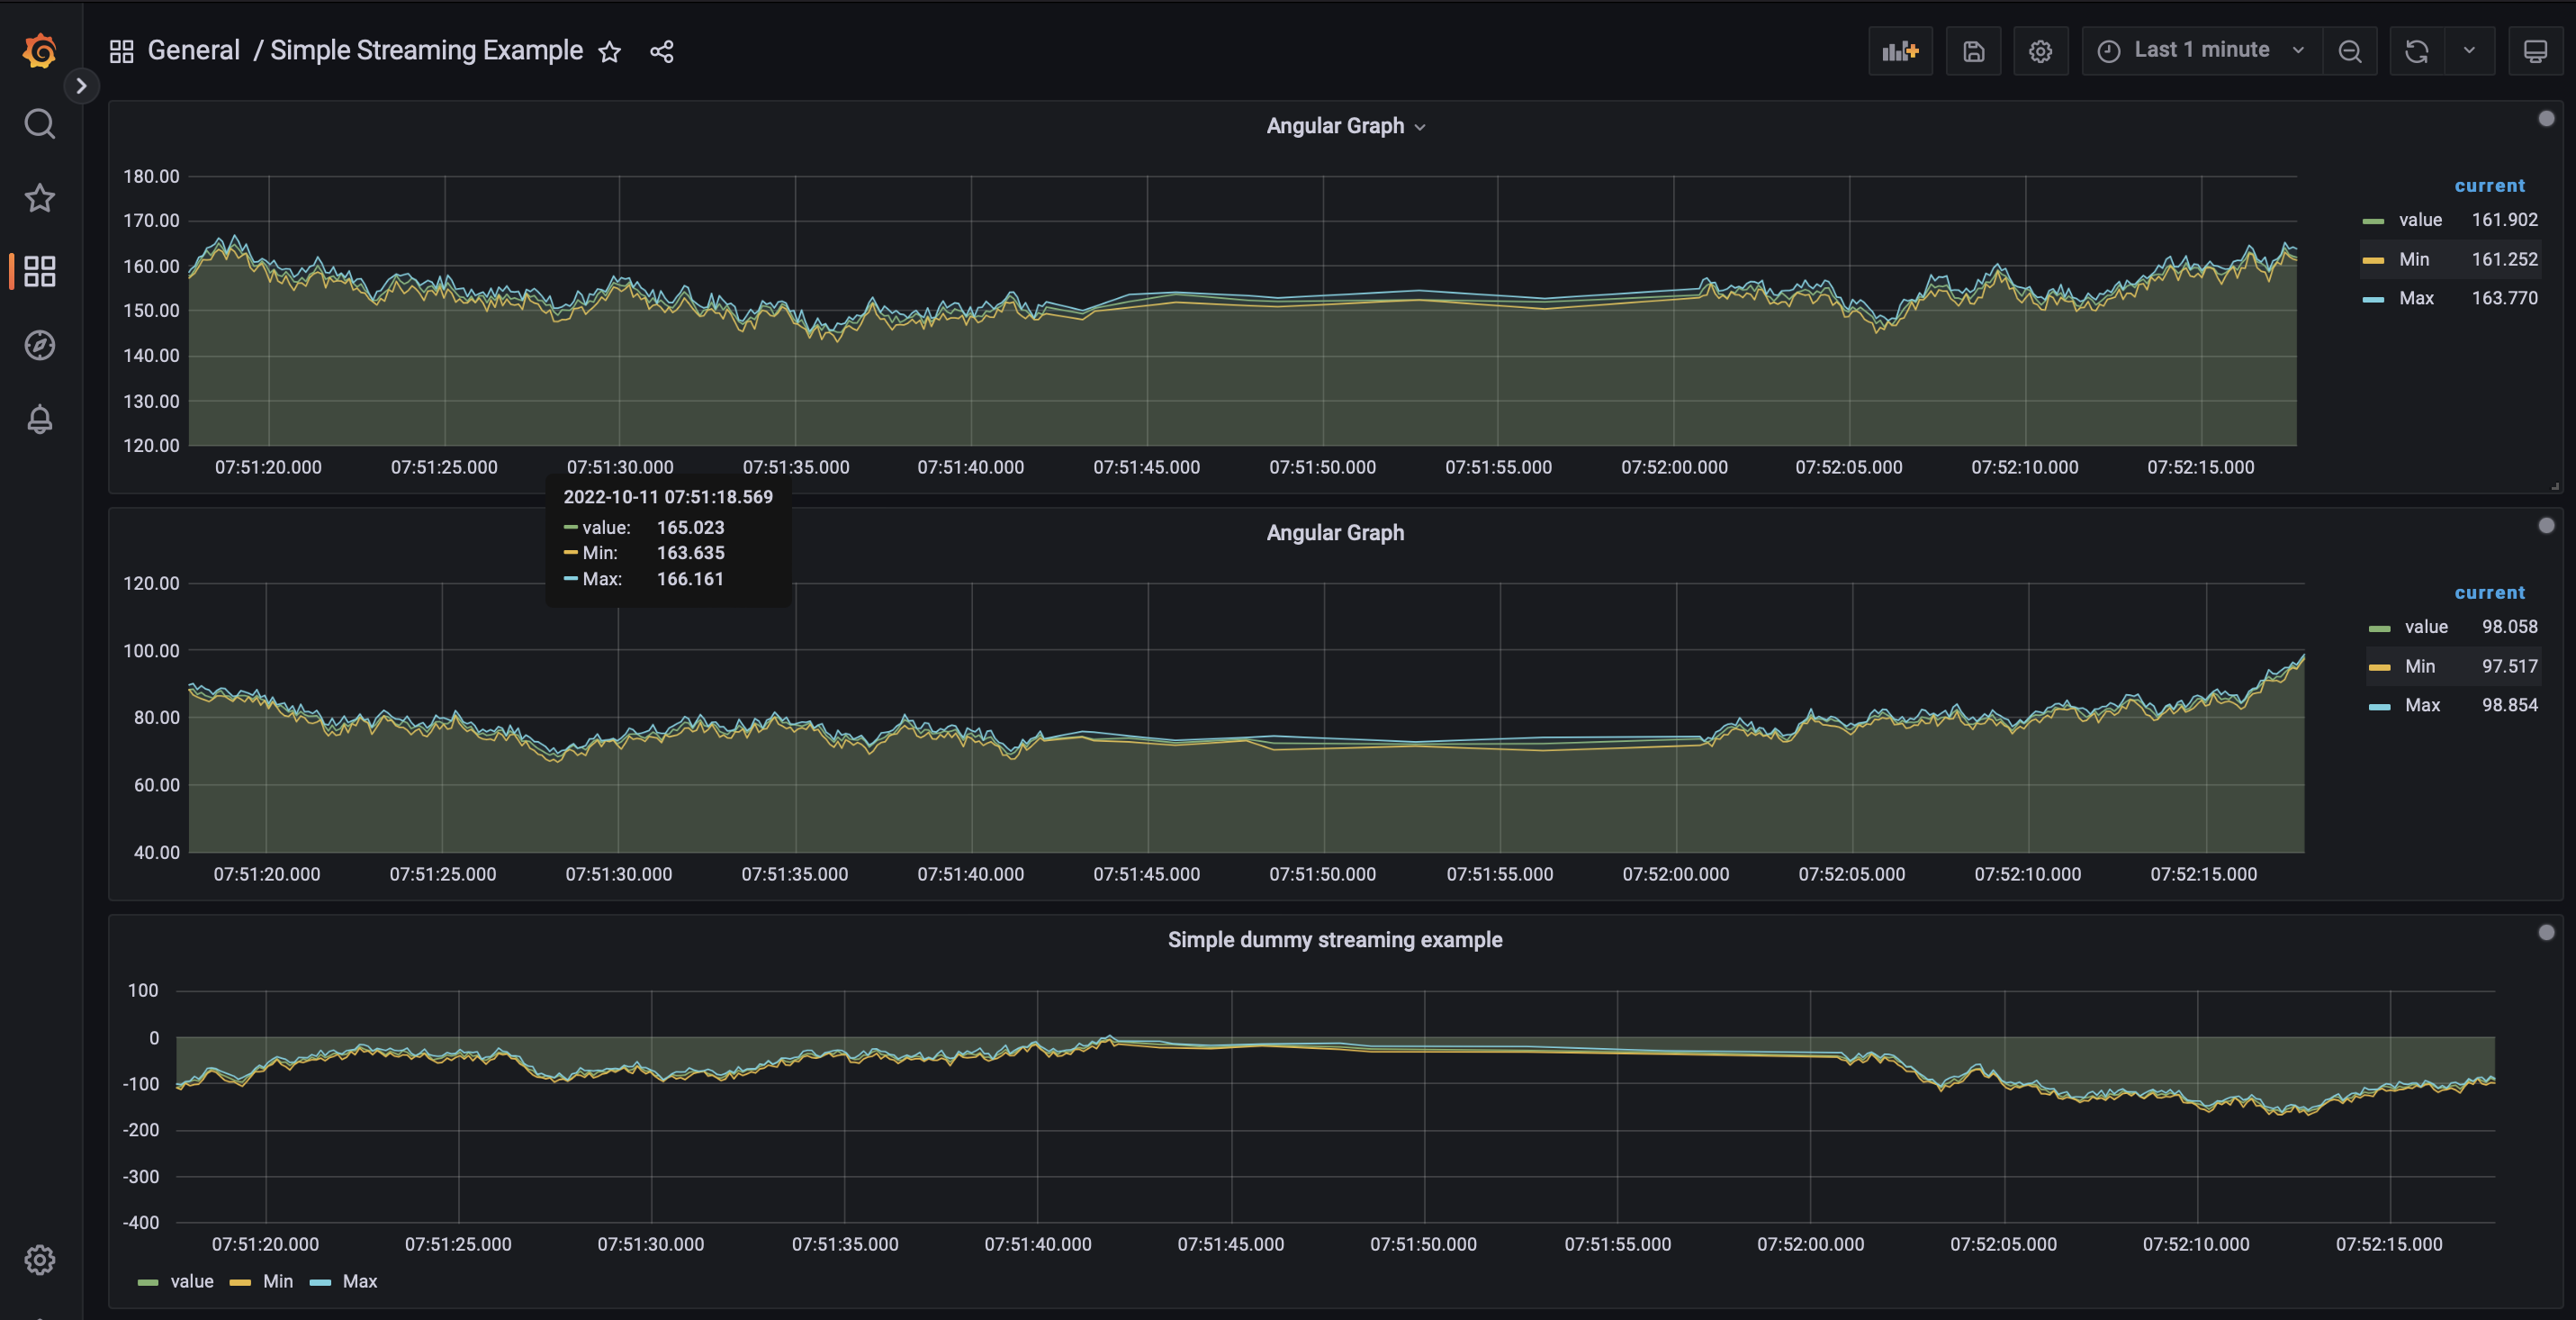 General / Simple Streaming Example
Last 1 minute
Angular Graph
180.00
170.00
160.00
150.00
140.00
130.00
120.00
07:51:20.000 07:51:25.000 07:51:30.000 07:51:35.000 07:51:40.000 07:51:45.000 07:51:50.000 07:51:55.000 07:52:00.000 07:52:05.000 07:52:10.000 07:52:15.000
current
value 161.902
Min 161.252
Max 163.770
2022-10-11 07:51:18.569
value: 165.023
Min: 163.635
Max: 166.161
Angular Graph
120.00
100.00
80.00
60.00
40.00
07:51:20.000 07:51:25.000 07:51:30.000 07:51:35.000 07:51:40.000 07:51:45.000 07:51:50.000 07:51:55.000 07:52:00.000 07:52:05.000 07:52:10.000 07:52:15.000
current
value 98.058
Min 97.517
Max 98.854
Simple dummy streaming example
100
0
-100
-200
-300
-400
07:51:20.000 07:51:25.000 07:51:30.000 07:51:35.000 07:51:40.000 07:51:45.000 07:51:50.000 07:51:55.000 07:52:00.000 07:52:05.000 07:52:10.000 07:52:15.000
value Min Max